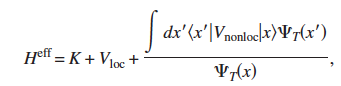 H^eff = K + V_loc + ∫ dx'⟨x'|V_nonloc|x⟩Ψ_T(x') / Ψ_T(x) ,